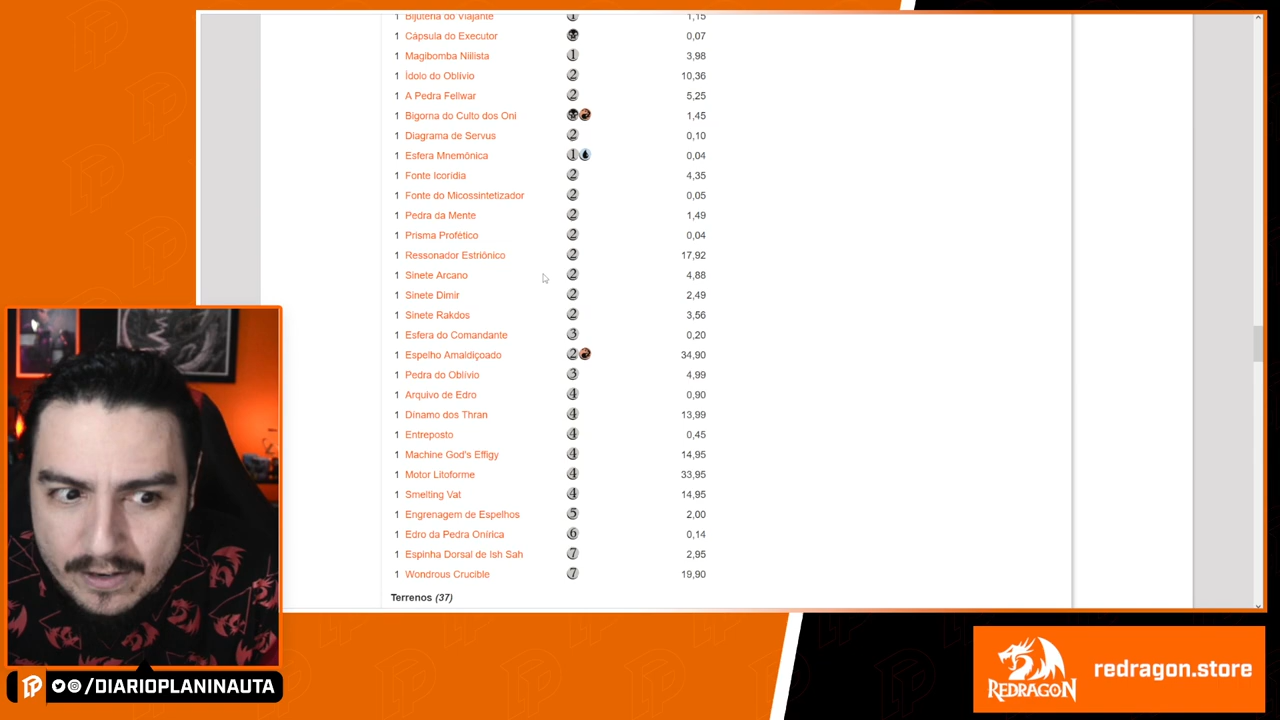 1 Bijuteria do Viajante 1 1,15
1 Cápsula do Executor 0,07
1 Magibomba Niilista 1 3,98
1 Ídolo do Oblívio 2 10,36
1 A Pedra Fellwar 2 5,25
1 Bigorna do Culto dos Oni 1,45
1 Diagrama de Servus 2 0,10
1 Esfera Mnemônica 1 0,04
1 Fonte Icorídia 2 4,35
1 Fonte do Micossintetizador 2 0,05
1 Pedra da Mente 2 1,49
1 Prisma Profético 2 0,04
1 Ressonador Estriônico 2 17,92
1 Sinete Arcano 2 4,88
1 Sinete Dimir 2 2,49
1 Sinete Rakdos 2 3,56
1 Esfera do Comandante 3 0,20
1 Espelho Amaldiçoado 2 34,90
1 Pedra do Oblívio 3 4,99
1 Arquivo de Edro 4 0,90
1 Dínamo dos Thran 4 13,99
1 Entreposto 4 0,45
1 Machine God's Effigy 4 14,95
1 Motor Litoforme 4 33,95
1 Smelting Vat 4 14,95
1 Engrenagem de Espelhos 5 2,00
1 Edro da Pedra Onírica 6 0,14
1 Espinha Dorsal de Ish Sah 7 2,95
1 Wondrous Crucible 7 19,90
Terrenos (37)
/DIARIOPLANINAUTA
REDRAGON
redragon.store